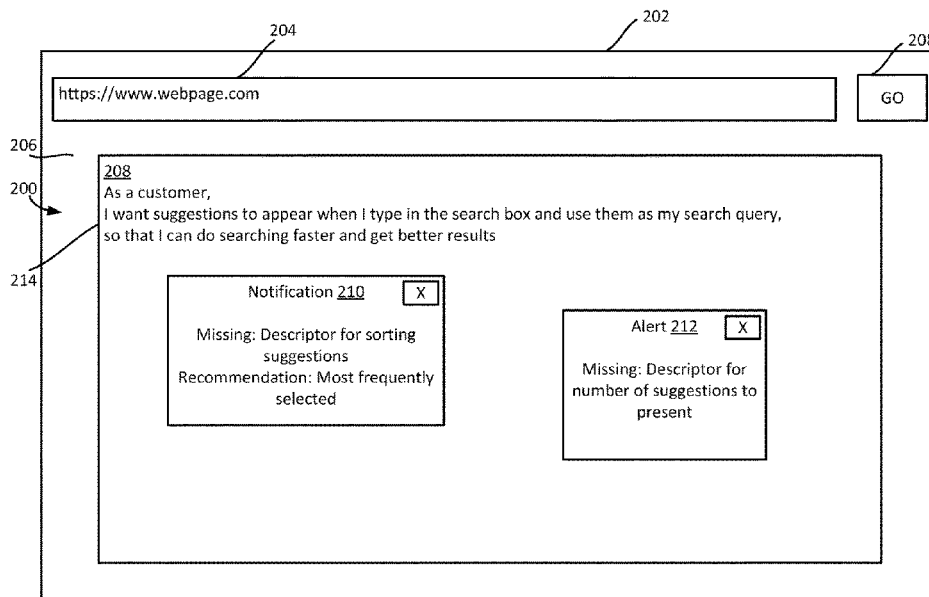 202
204
208
https://www.webpage.com
GO
206
208
As a customer,
200
I want suggestions to appear when I type in the search box and use them as my search query,
so that I can do searching faster and get better results
214
Notification 210
X
Missing: Descriptor for sorting
suggestions
Recommendation: Most frequently
selected
Alert 212
X
Missing: Descriptor for
number of suggestions to
present